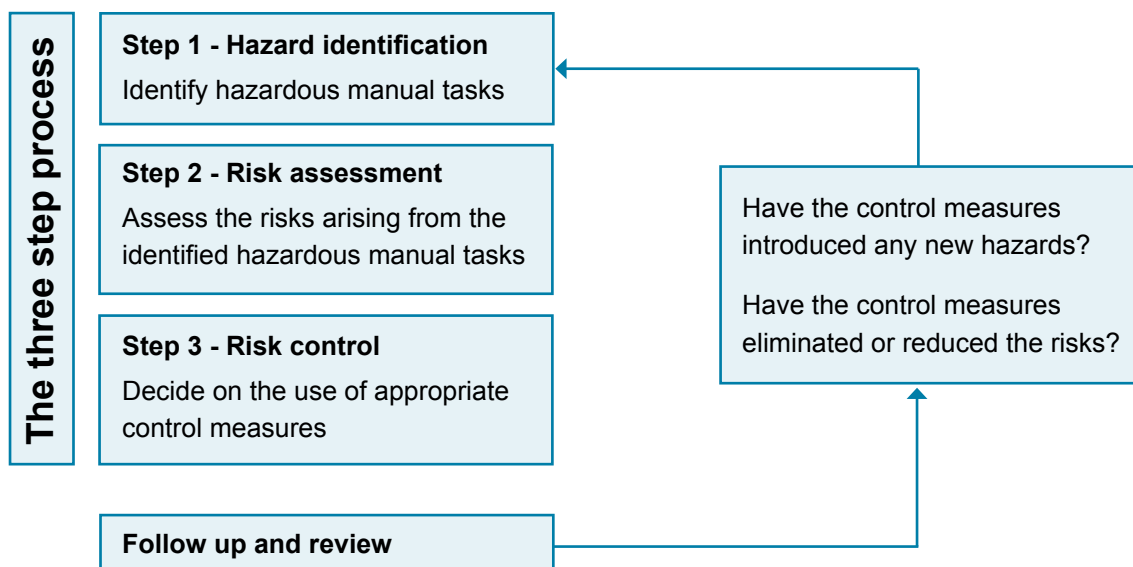 The three step process
Step 1 - Hazard identification
Identify hazardous manual tasks
Step 2 - Risk assessment
Assess the risks arising from the
identified hazardous manual tasks
Step 3 - Risk control
Decide on the use of appropriate
control measures
Follow up and review
Have the control measures
introduced any new hazards?
Have the control measures
eliminated or reduced the risks?